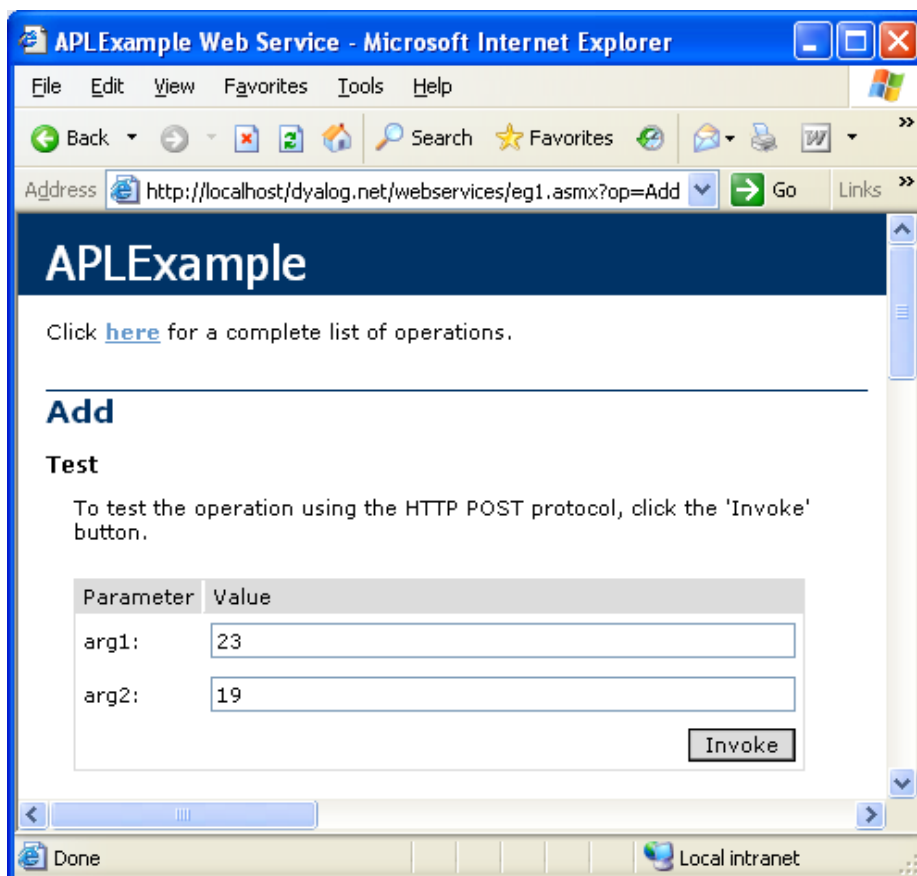 APLExample Web Service - Microsoft Internet Explorer
File Edit View Favorites Tools Help
Back Search Favorites W »
Address http://localhost/dyalog.net/webservices/eg1.asmx?op=Add Go Links »
APLExample
Click here for a complete list of operations.
Add
Test
To test the operation using the HTTP POST protocol, click the 'Invoke'
button.
Parameter Value
arg1: 23
arg2: 19
Invoke
Done Local intranet